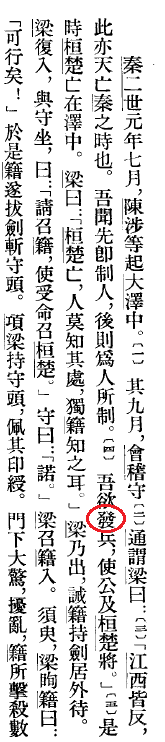 秦二世元年七月，陳涉等起大澤中。〔一〕其九月，會稽守〔二〕通謂梁曰：〔三〕「江西皆反，
此亦天亡秦之時也。吾聞先卽制人，後則爲人所制。〔四〕吾欲發兵，使公及桓楚將。」〔五〕是
時桓楚亡在澤中。梁曰：「桓楚亡，人莫知其處，獨籍知之耳。」梁乃出，誡籍持劍居外待。
梁復入，與守坐，曰：「請召籍，使受命召桓楚。」守曰：「諾。」梁召籍入。須臾，梁眴籍曰：
「可行矣！」於是籍遂拔劍斬守頭。項梁持守頭，佩其印綬。門下大驚，擾亂，籍所擊殺數